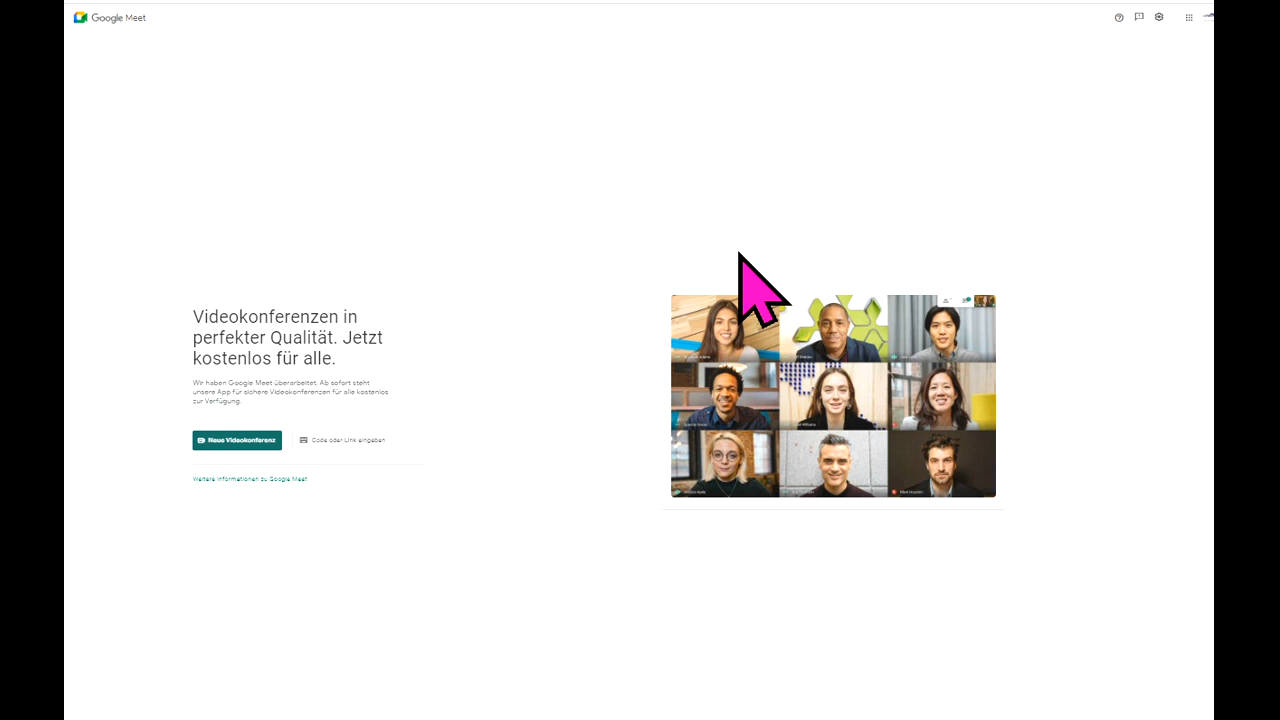 Google Meet
Videokonferenzen in
perfekter Qualität. Jetzt
kostenlos für alle.
Wir haben Google Meet überarbeitet. Ab sofort steht
unsere App für sichere Videokonferenzen für alle kostenlos
zur Verfügung.
Neue Videokonferenz
Code oder Link eingeben
Weitere Informationen zu Google Meet